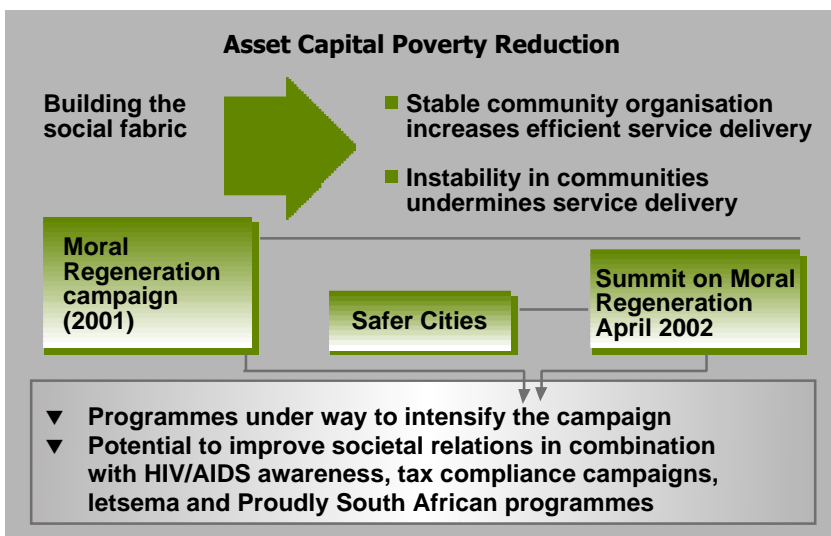 Asset Capital Poverty Reduction
Building the
social fabric
■ Stable community organisation
increases efficient service delivery
■ Instability in communities
undermines service delivery
Moral
Regeneration
campaign
(2001)
Safer Cities
Summit on Moral
Regeneration
April 2002
▼ Programmes under way to intensify the campaign
▼ Potential to improve societal relations in combination
with HIV/AIDS awareness, tax compliance campaigns,
letsema and Proudly South African programmes